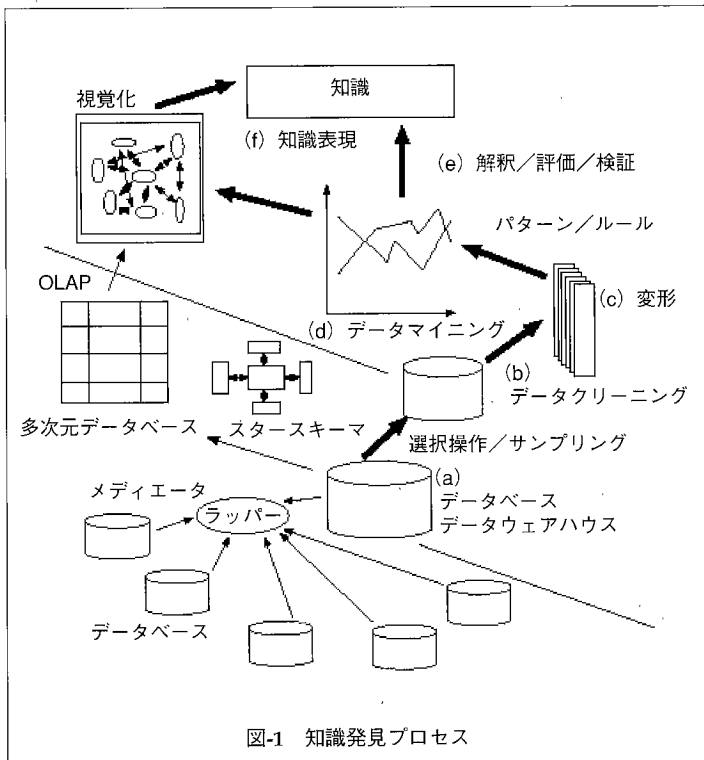 視覚化
知識
(f) 知識表現
(e) 解釈／評価／検証
パターン／ルール
OLAP
(c) 変形
(d) データマイニング
(b)
データクリーニング
多次元データベース
スタースキーマ
選択操作／サンプリング
(a)
データベース
データウェアハウス
メディエータ
ラッパー
データベース
図-1 知識発見プロセス